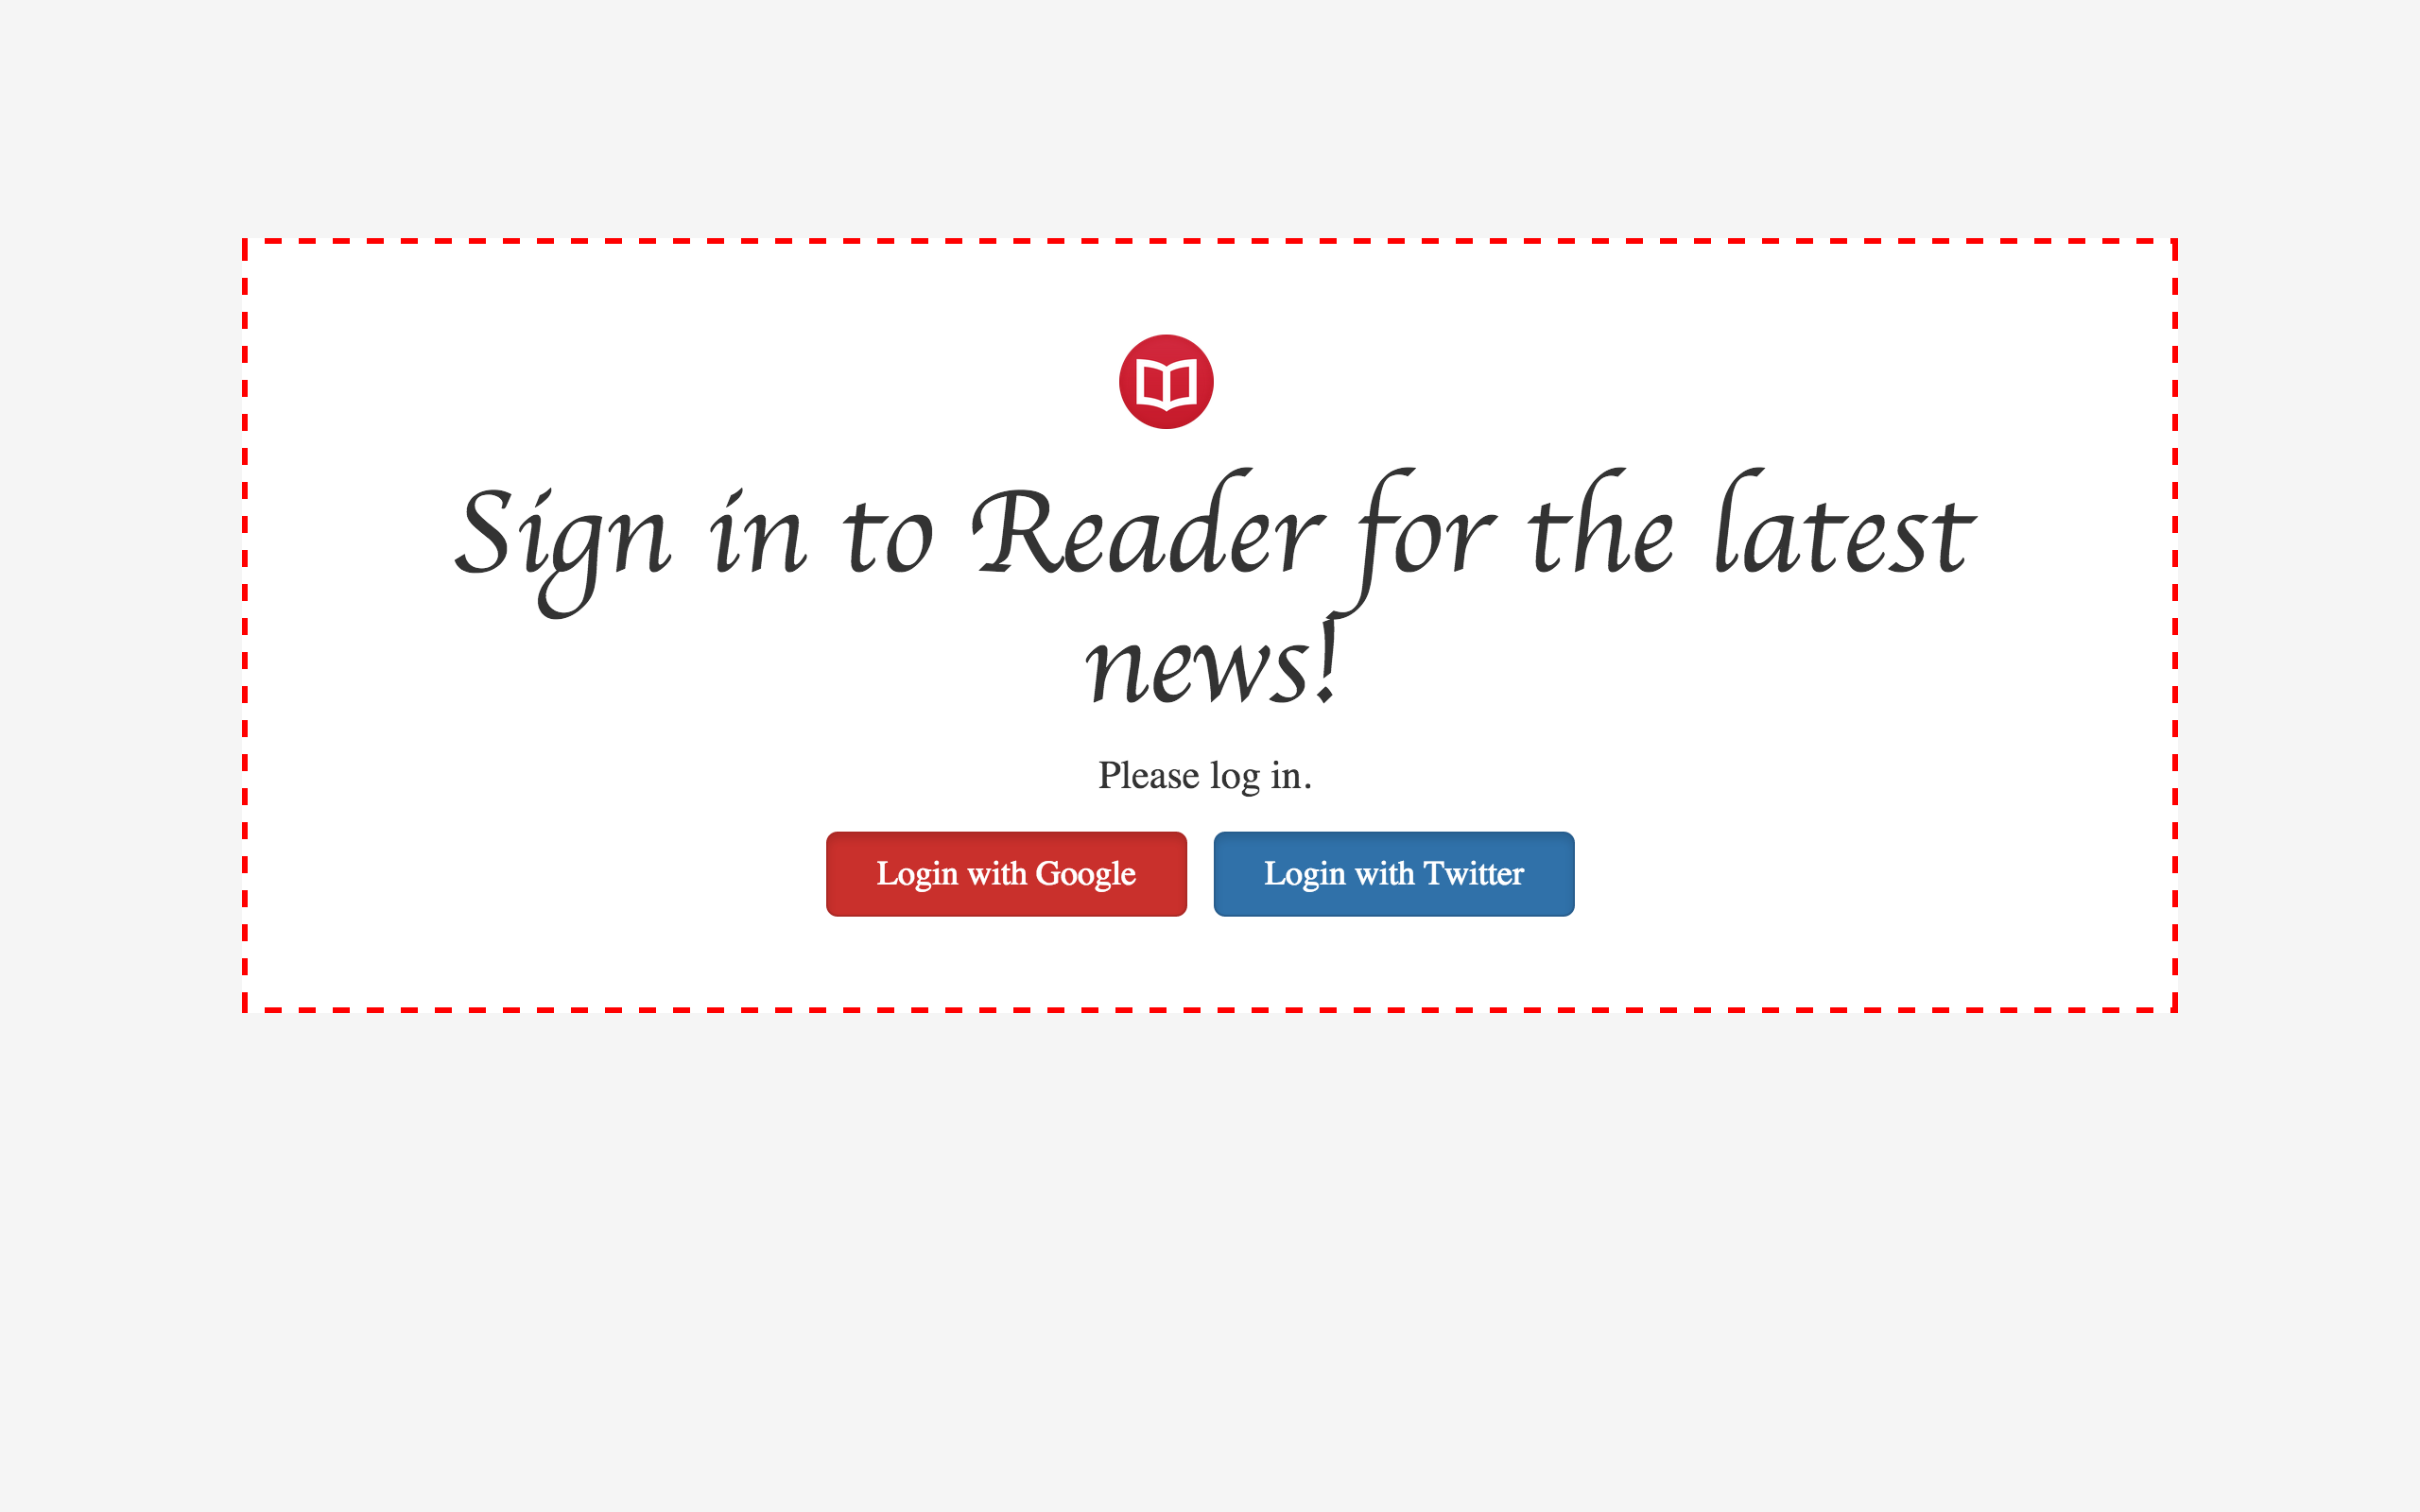 Sign in to Reader for the latest
news!
Please log in.
Login with Google
Login with Twitter